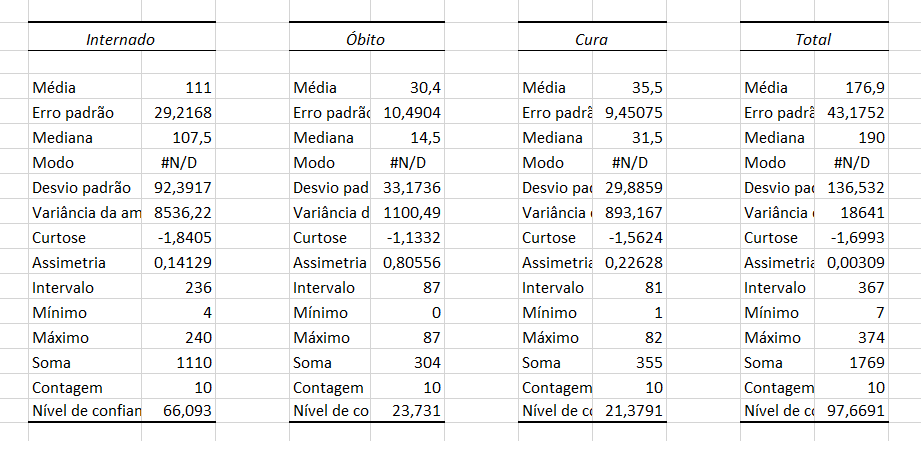 Internado Óbito Cura Total
Média 111 Média 30,4 Média 35,5 Média 176,9
Erro padrão 29,2168 Erro padrão 10,4904 Erro padrã 9,45075 Erro padrã 43,1752
Mediana 107,5 Mediana 14,5 Mediana 31,5 Mediana 190
Modo #N/D Modo #N/D Modo #N/D Modo #N/D
Desvio padrão 92,3917 Desvio pad 33,1736 Desvio pad 29,8859 Desvio pad 136,532
Variância da am 8536,22 Variância d 1100,49 Variância 893,167 Variância 18641
Curtose -1,8405 Curtose -1,1332 Curtose -1,5624 Curtose -1,6993
Assimetria 0,14129 Assimetria 0,80556 Assimetria 0,22628 Assimetria 0,00309
Intervalo 236 Intervalo 87 Intervalo 81 Intervalo 367
Mínimo 4 Mínimo 0 Mínimo 1 Mínimo 7
Máximo 240 Máximo 87 Máximo 82 Máximo 374
Soma 1110 Soma 304 Soma 355 Soma 1769
Contagem 10 Contagem 10 Contagem 10 Contagem 10
Nível de confian 66,093 Nível de co 23,731 Nível de co 21,3791 Nível de co 97,6691